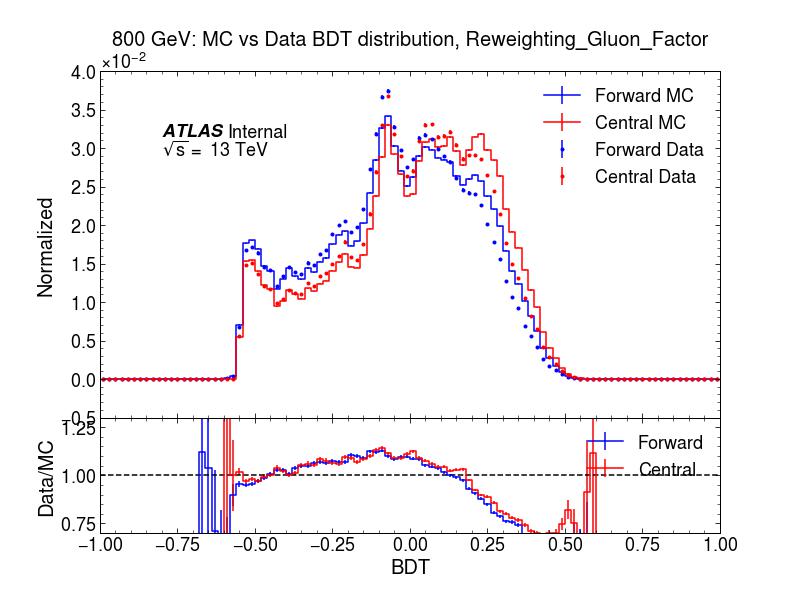 800 GeV: MC vs Data BDT distribution, Reweighting_Gluon_Factor
×10⁻²
4.0
3.5
3.0
2.5
2.0
1.5
1.0
0.5
0.0
0.5
Normalized
ATLAS Internal
√s = 13 TeV
Forward MC
Central MC
Forward Data
Central Data
1.25
1.00
0.75
Data/MC
Forward
Central
−1.00 −0.75 −0.50 −0.25 0.00 0.25 0.50 0.75 1.00
BDT